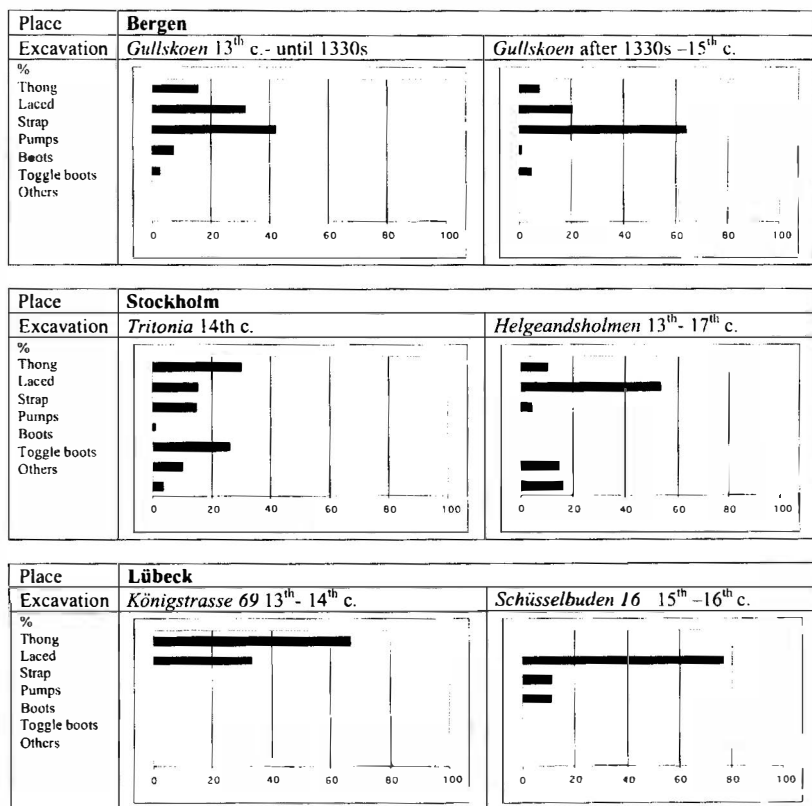 Place Bergen
Excavation Gullskoen 13th c.- until 1330s Gullskoen after 1330s –15th c.
%
Thong
Laced
Strap
Pumps
Boots
Toggle boots
Others
0 20 40 60 80 100 0 20 40 60 80 100
Place Stockholm
Excavation Tritonia 14th c. Helgeandsholmen 13th- 17th c.
%
Thong
Laced
Strap
Pumps
Boots
Toggle boots
Others
0 20 40 60 80 100 0 20 40 60 80 100
Place Lübeck
Excavation Königstrasse 69 13th- 14th c. Schüsselbuden 16 15th –16th c.
%
Thong
Laced
Strap
Pumps
Boots
Toggle boots
Others
0 20 40 60 80 100 0 20 40 60 80 100